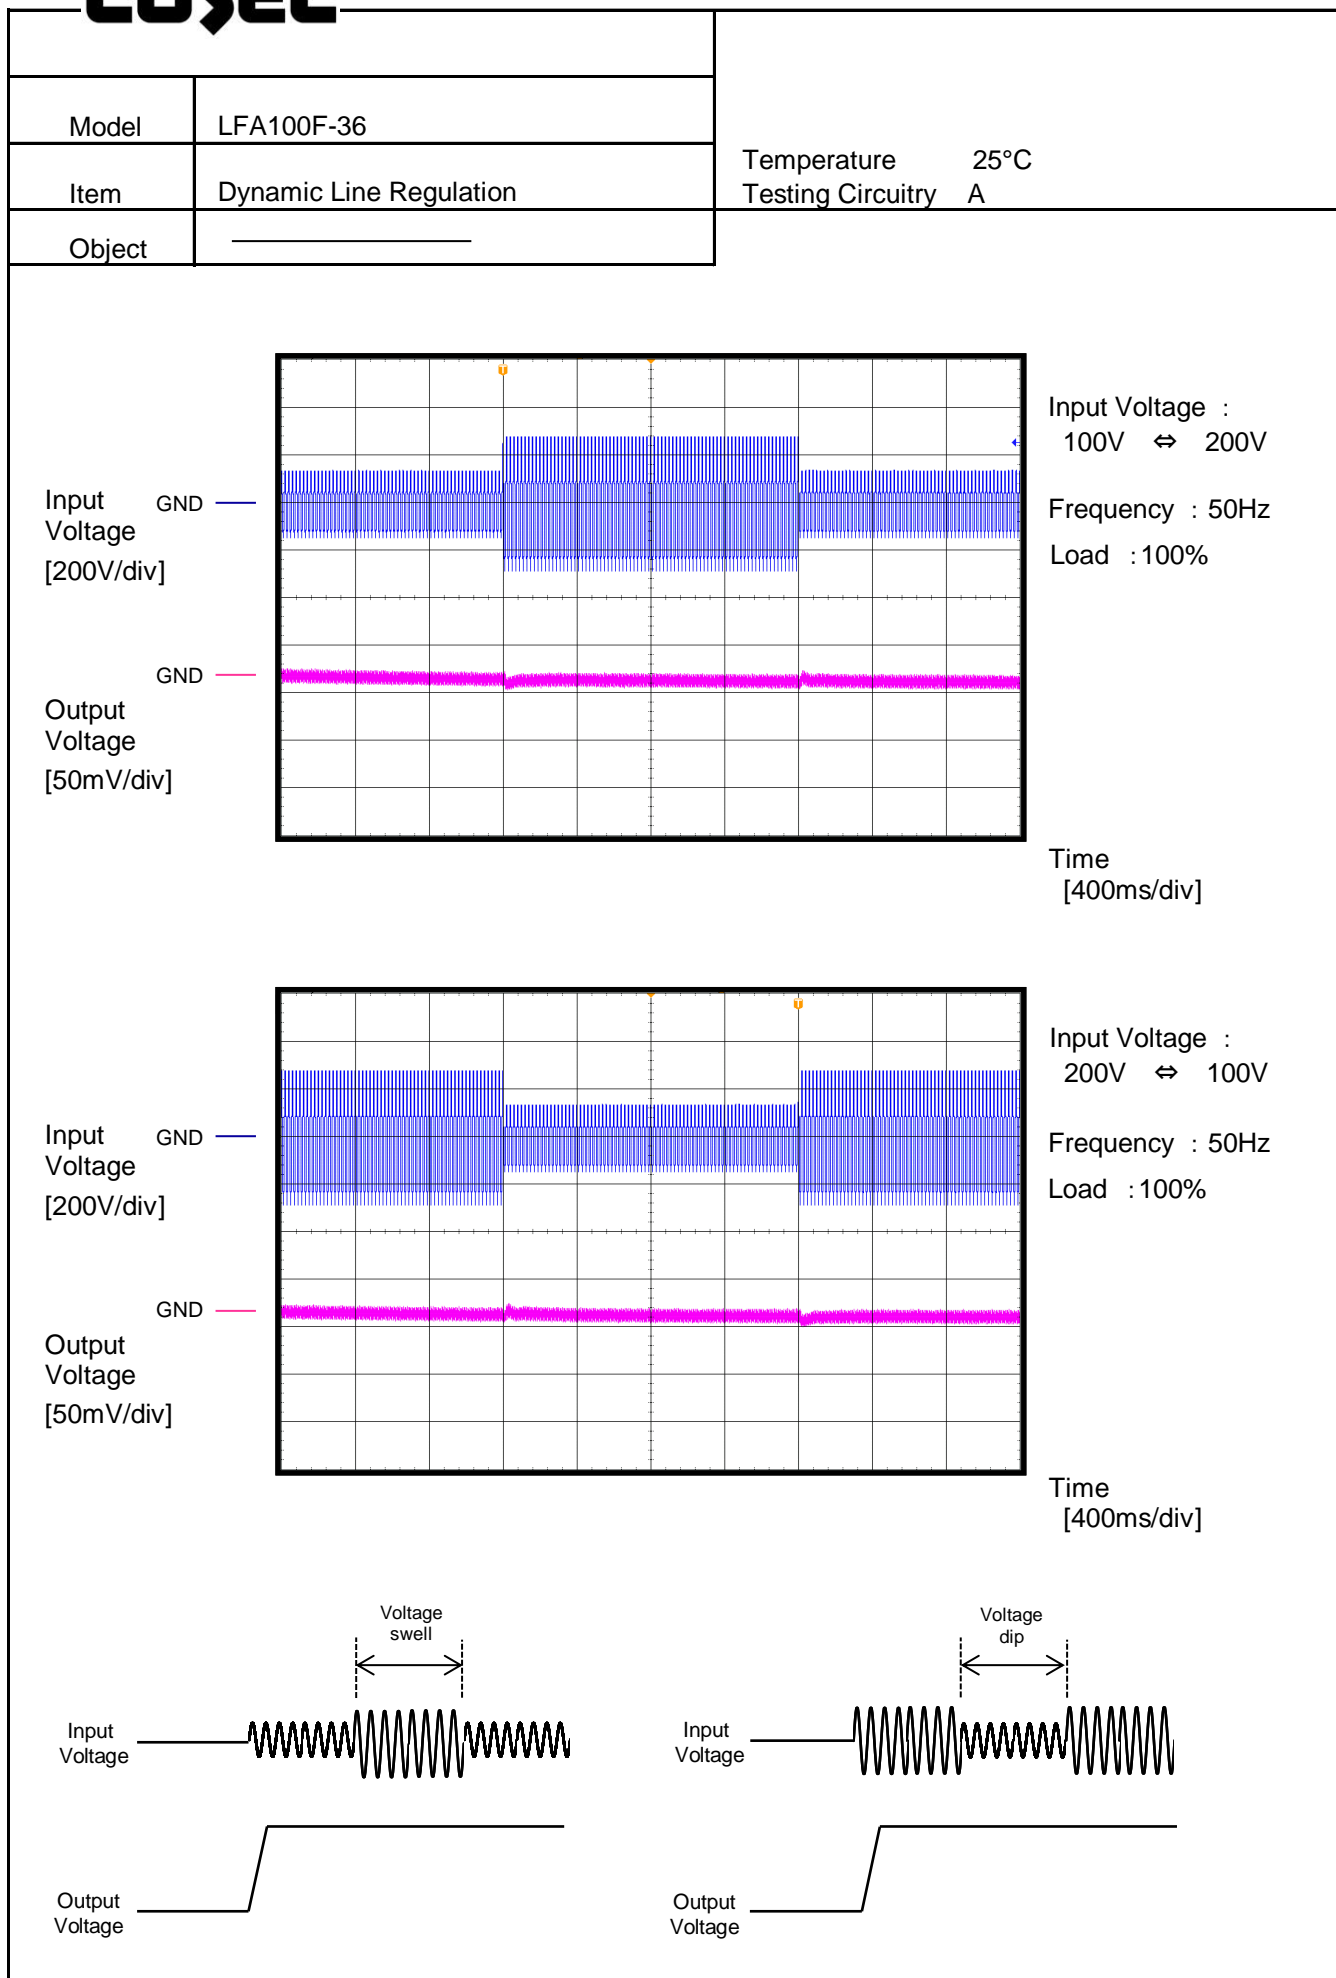 COSEL
Model LFA100F-36
Item Dynamic Line Regulation
Object
Temperature 25°C
Testing Circuitry A
Input Voltage :
100V ⇔ 200V
Frequency : 50Hz
Load :100%
Input
Voltage
[200V/div]
GND
GND
Output
Voltage
[50mV/div]
Time
[400ms/div]
Input Voltage :
200V ⇔ 100V
Frequency : 50Hz
Load :100%
Input
Voltage
[200V/div]
GND
GND
Output
Voltage
[50mV/div]
Time
[400ms/div]
Voltage
swell
Input
Voltage
Output
Voltage
Voltage
dip
Input
Voltage
Output
Voltage